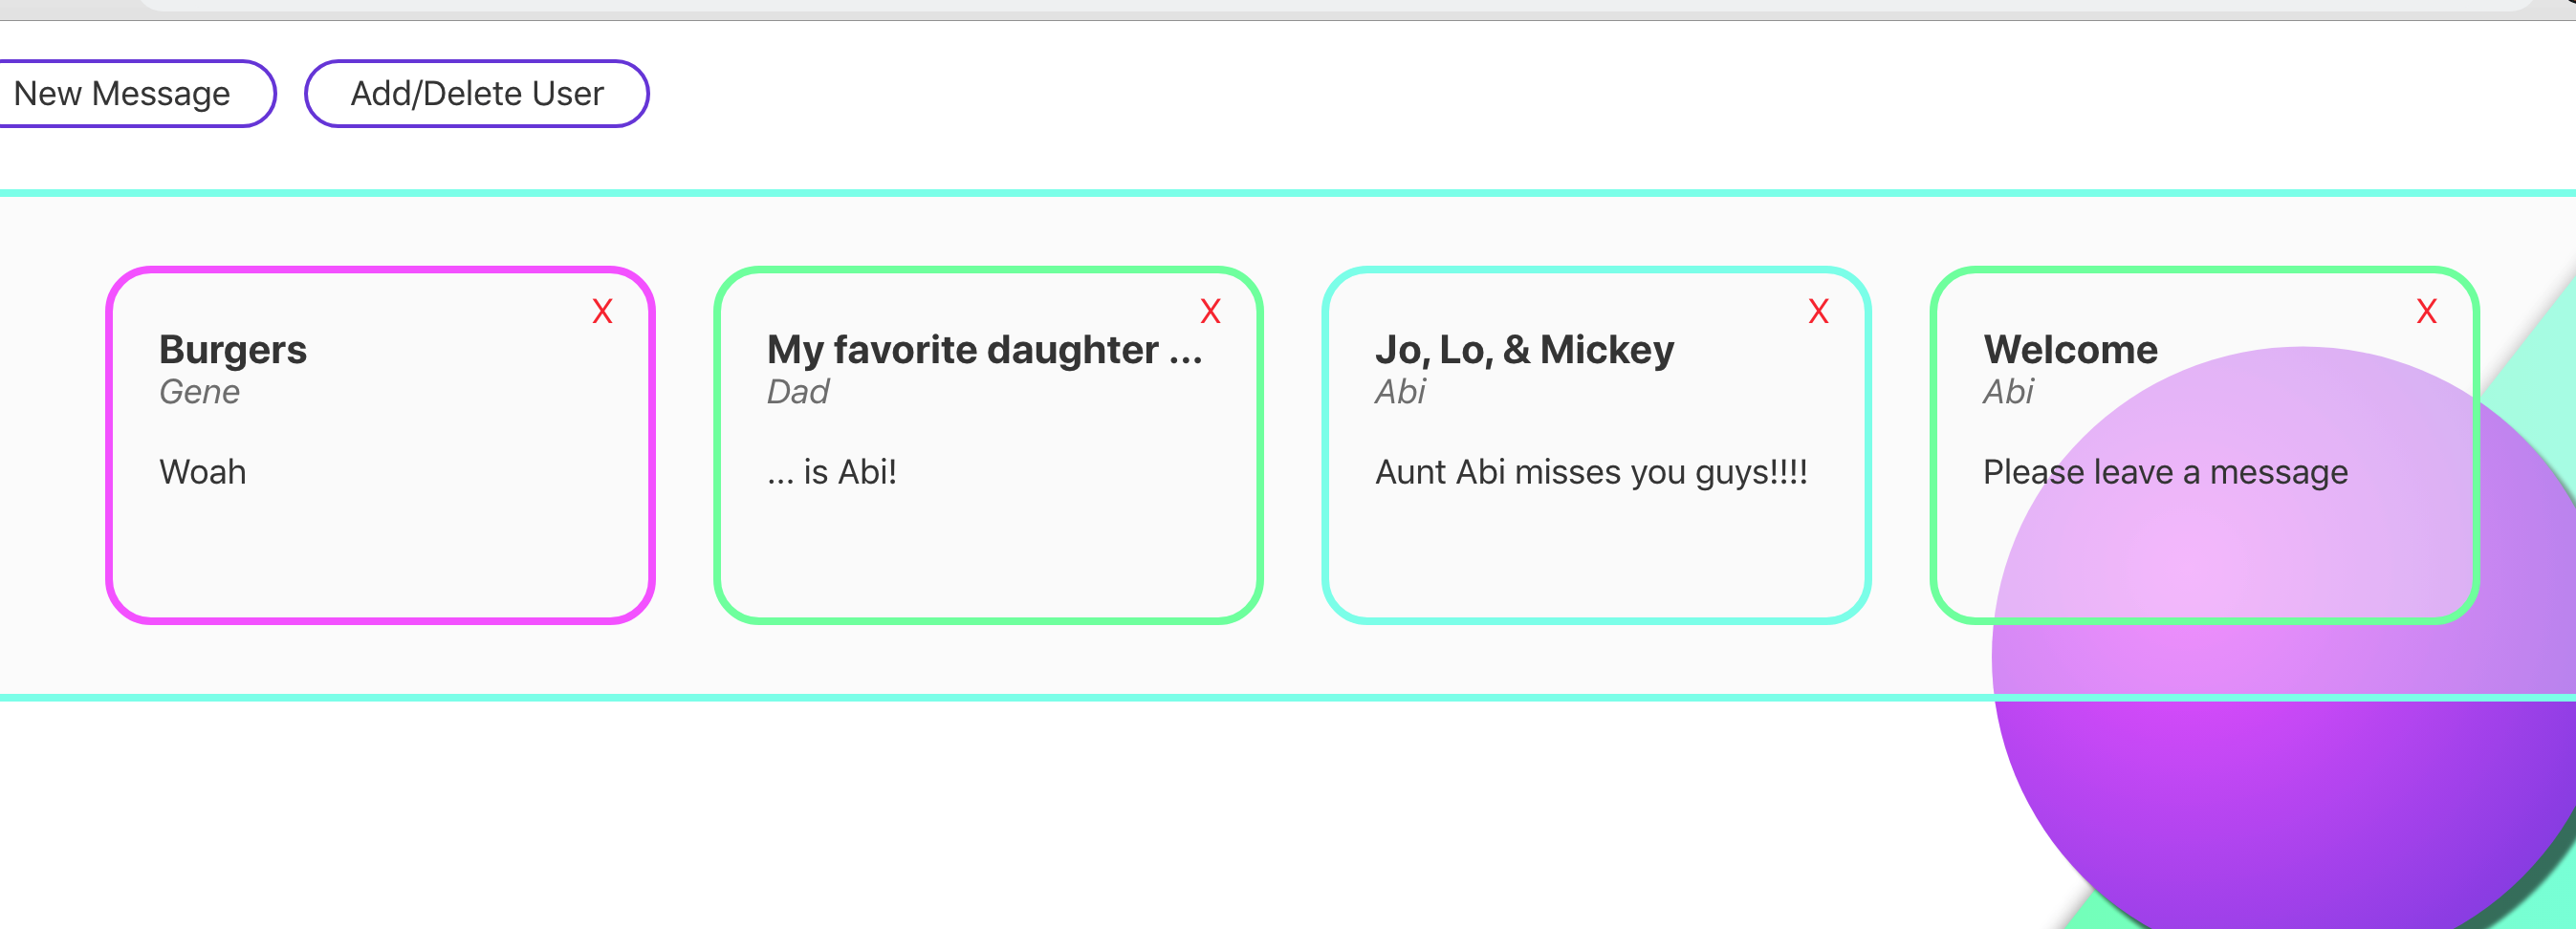 New Message
Add/Delete User
X
Burgers
Gene
Woah
X
My favorite daughter ...
Dad
... is Abi!
X
Jo, Lo, & Mickey
Abi
Aunt Abi misses you guys!!!!
X
Welcome
Abi
Please leave a message